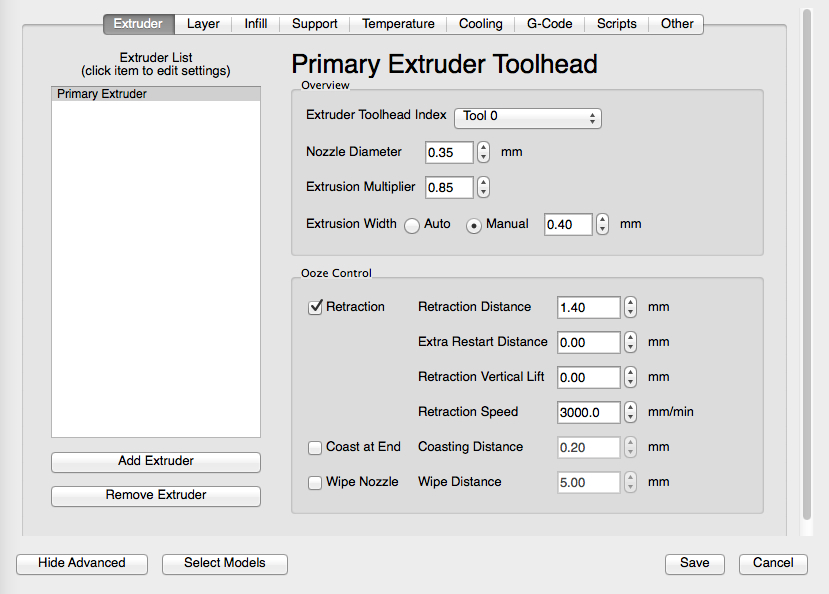 Extruder Layer Infill Support Temperature Cooling G-Code Scripts Other
Extruder List
(click item to edit settings)
Primary Extruder
Add Extruder
Remove Extruder
Primary Extruder Toolhead
Overview
Extruder Toolhead Index Tool 0
Nozzle Diameter 0.35 mm
Extrusion Multiplier 0.85
Extrusion Width Auto Manual 0.40 mm
Ooze Control
Retraction Retraction Distance 1.40 mm
Extra Restart Distance 0.00 mm
Retraction Vertical Lift 0.00 mm
Retraction Speed 3000.0 mm/min
Coast at End Coasting Distance 0.20 mm
Wipe Nozzle Wipe Distance 5.00 mm
Hide Advanced Select Models Save Cancel